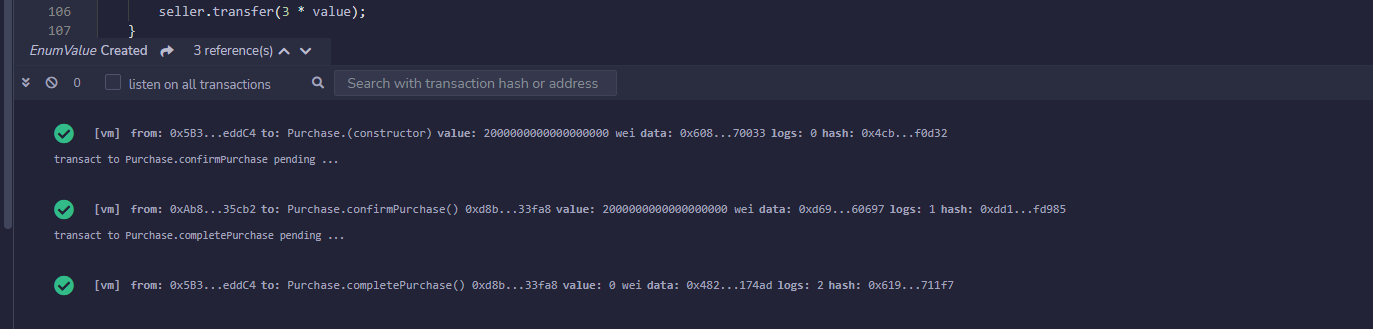 106 seller.transfer(3 * value);
107 }
EnumValue Created 3 reference(s)
0 listen on all transactions Search with transaction hash or address
[vm] from: 0x5B3...eddC4 to: Purchase.(constructor) value: 2000000000000000000 wei data: 0x608...70033 logs: 0 hash: 0x4cb...f0d32
transact to Purchase.confirmPurchase pending ...
[vm] from: 0xAb8...35cb2 to: Purchase.confirmPurchase() 0xd8b...33fa8 value: 2000000000000000000 wei data: 0xd69...60697 logs: 1 hash: 0xdd1...fd985
transact to Purchase.completePurchase pending ...
[vm] from: 0x5B3...eddC4 to: Purchase.completePurchase() 0xd8b...33fa8 value: 0 wei data: 0x482...174ad logs: 2 hash: 0x619...711f7